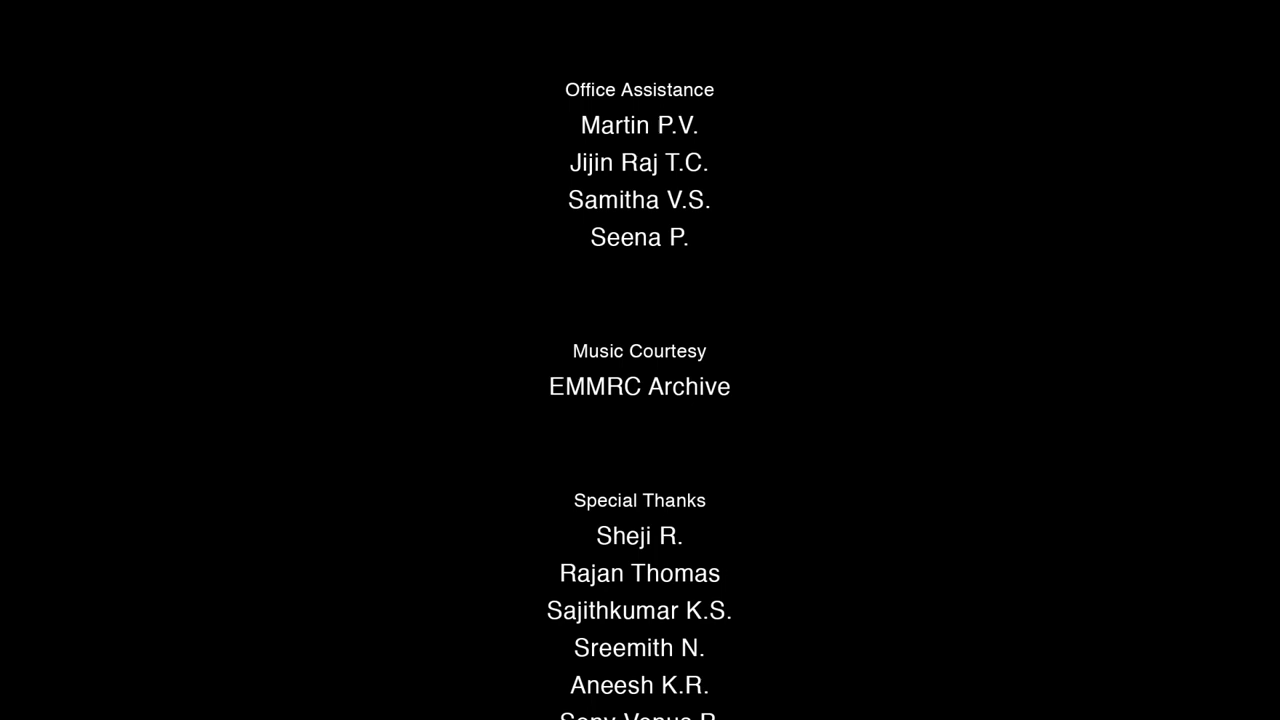 Office Assistance
Martin P.V.
Jijin Raj T.C.
Samitha V.S.
Seena P.
Music Courtesy
EMMRC Archive
Special Thanks
Sheji R.
Rajan Thomas
Sajithkumar K.S.
Sreemith N.
Aneesh K.R.